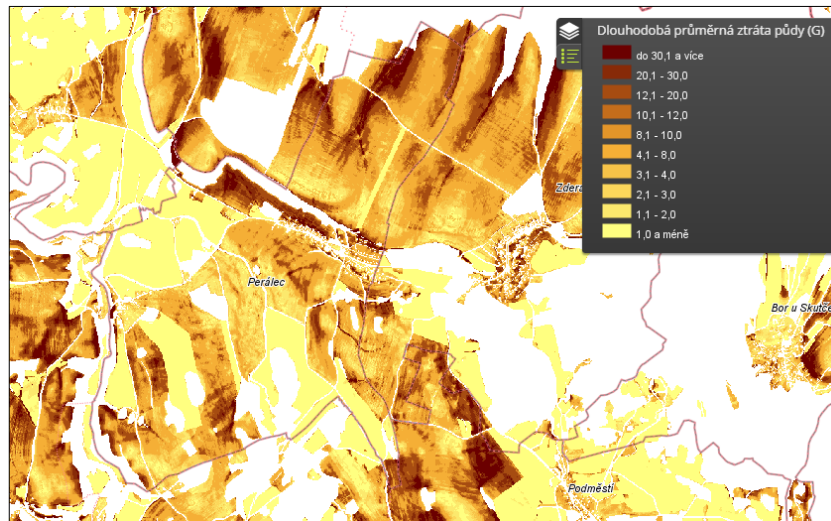 Dlouhodobá průměrná ztráta půdy (G)
do 30,1 a více
20,1 - 30,0
12,1 - 20,0
10,1 - 12,0
8,1 - 10,0
4,1 - 8,0
3,1 - 4,0
2,1 - 3,0
1,1 - 2,0
1,0 a méně
Perálec
Bor u Skutče
Podměstí